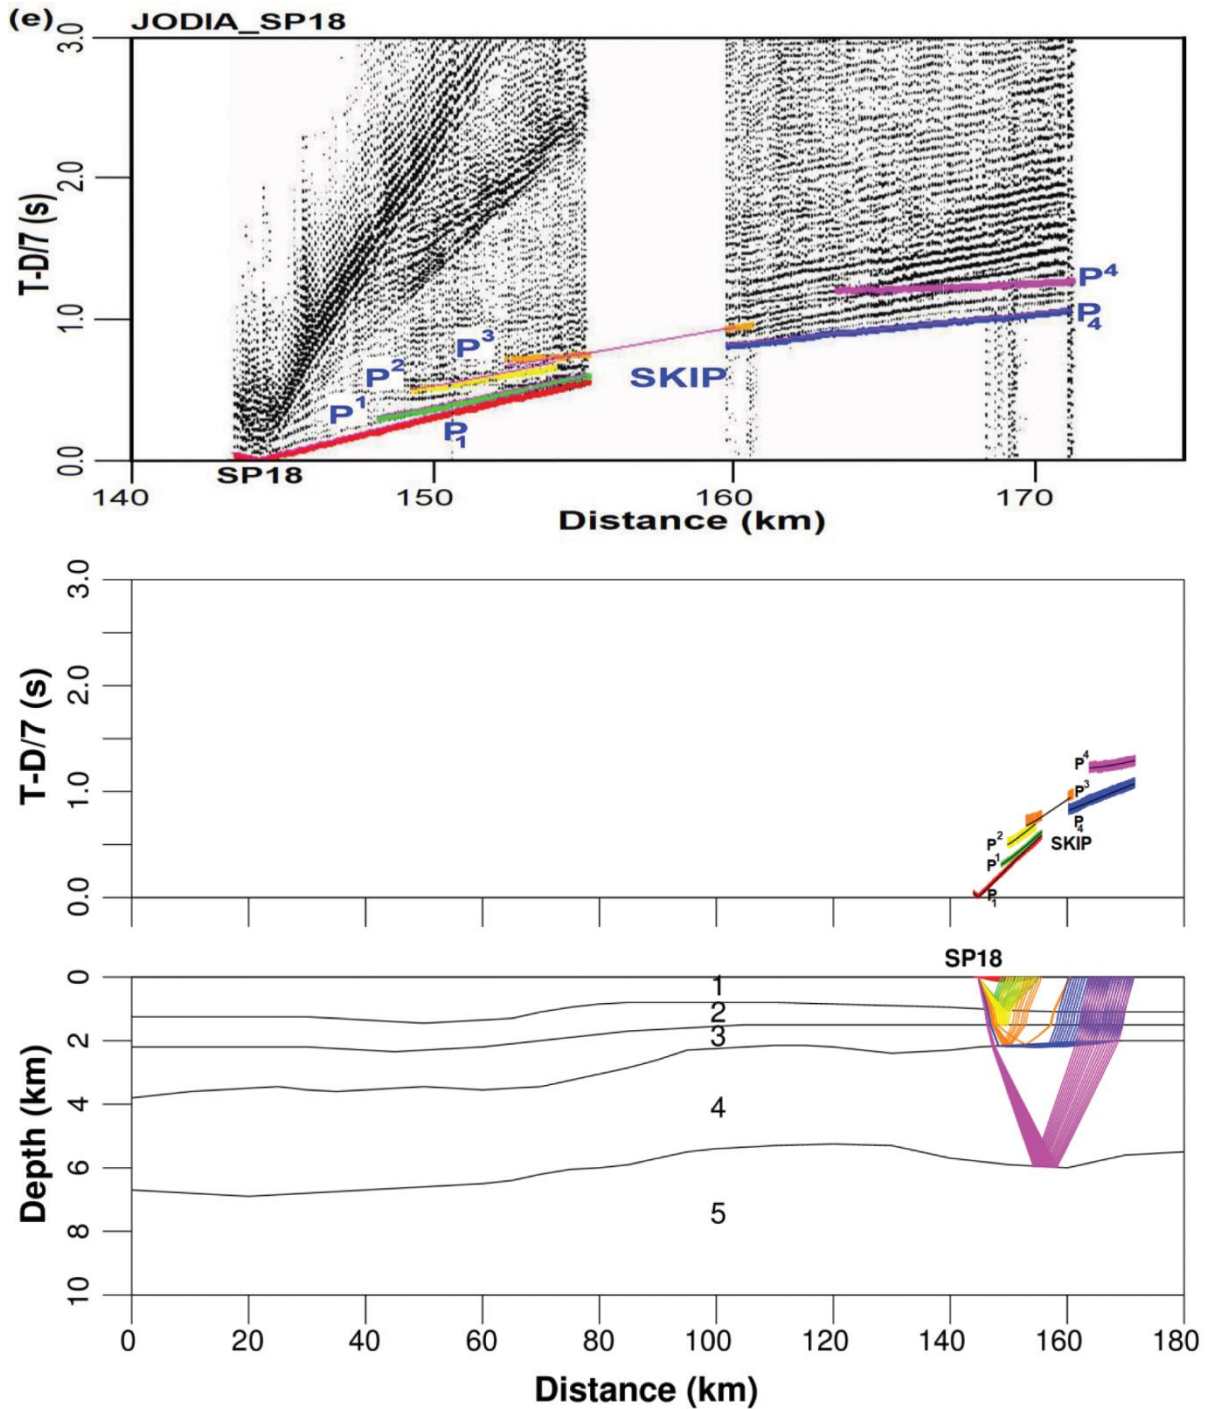 (e) JODIA_SP18
T-D/7 (s)
3.0
2.0
1.0
0.0
P4
P4
P3
P2
P1
P1
SKIP
SP18
140 150 160 170
Distance (km)
T-D/7 (s)
3.0
2.0
1.0
0.0
P4
P3
P4
P2
SKIP
P1
P1
SP18
Depth (km)
0
2
4
6
8
10
1
2
3
4
5
0 20 40 60 80 100 120 140 160 180
Distance (km)